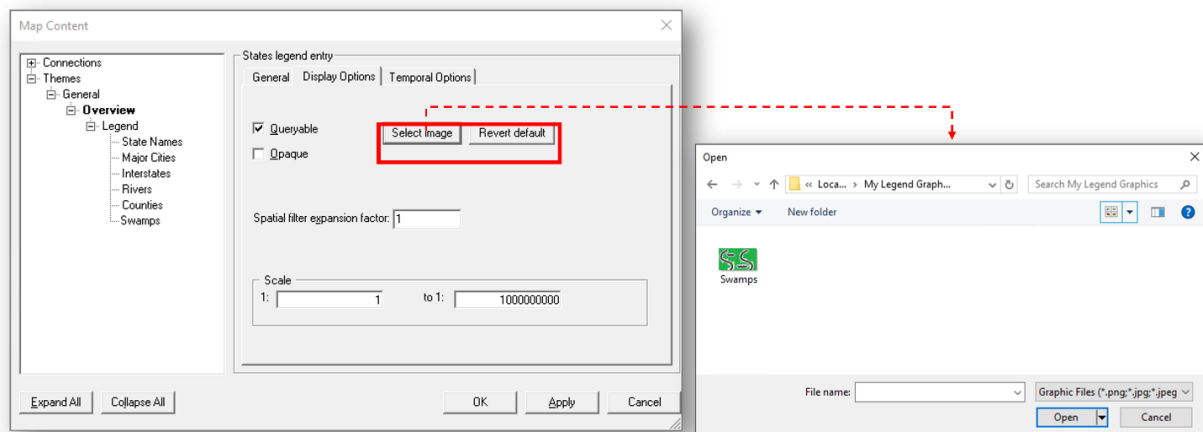 Map Content
Connections
Themes
General
Overview
Legend
State Names
Major Cities
Interstates
Rivers
Counties
Swamps
States legend entry
General Display Options Temporal Options
Queryable
Opaque
Select Image Revert default
Spatial filter expansion factor: 1
Scale
1: 1 to 1: 1000000000
Expand All Collapse All OK Apply Cancel
Open
« Loca... › My Legend Graph... Search My Legend Graphics
Organize New folder
Swamps
File name: Graphic Files (*.png;*.jpg;*.jpeg
Open Cancel